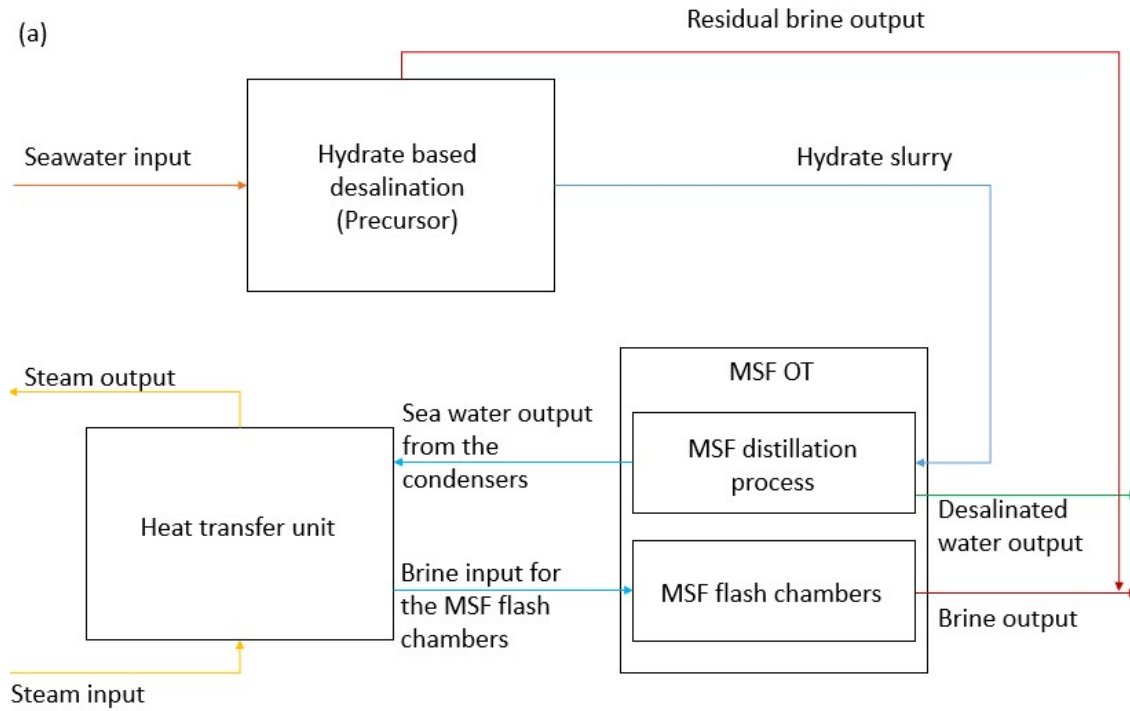 (a)
Residual brine output
Seawater input
Hydrate based
desalination
(Precursor)
Hydrate slurry
Steam output
MSF OT
Sea water output
from the
condensers
MSF distillation
process
Heat transfer unit
Desalinated
water output
Brine input for
the MSF flash
chambers
MSF flash chambers
Brine output
Steam input